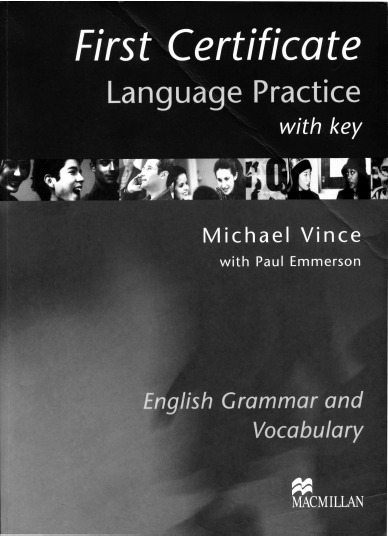 First Certificate
Language Practice
with key
Michael Vince
with Paul Emmerson
English Grammar and
Vocabulary
MACMILLAN